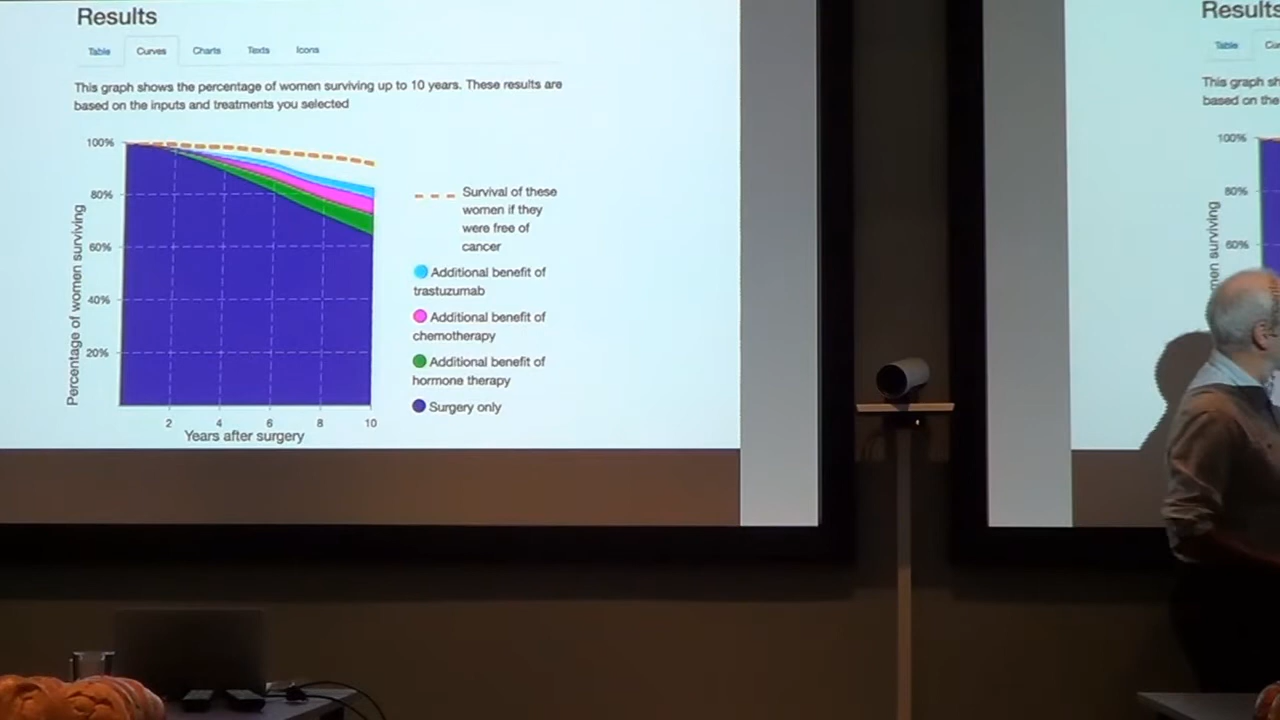 Results
Table Curves Charts Texts Icons
This graph shows the percentage of women surviving up to 10 years. These results are
based on the inputs and treatments you selected
100%
80%
60%
40%
20%
Percentage of women surviving
2 4 6 8 10
Years after surgery
Survival of these
women if they
were free of
cancer
Additional benefit of
trastuzumab
Additional benefit of
chemotherapy
Additional benefit of
hormone therapy
Surgery only
Results
Table
This graph
based on the
100%
80%
60%
surviving